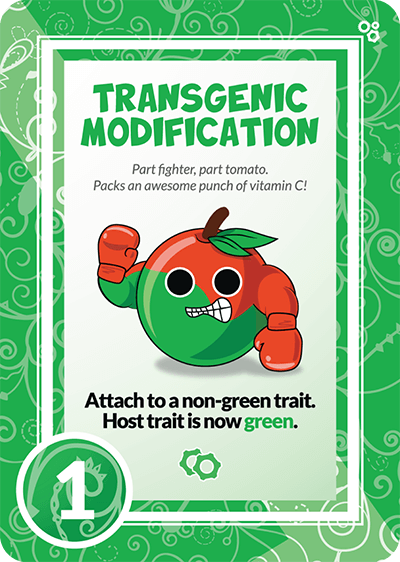 TRANSGENIC
MODIFICATION
Part fighter, part tomato.
Packs an awesome punch of vitamin C!
Attach to a non-green trait.
Host trait is now green.
1